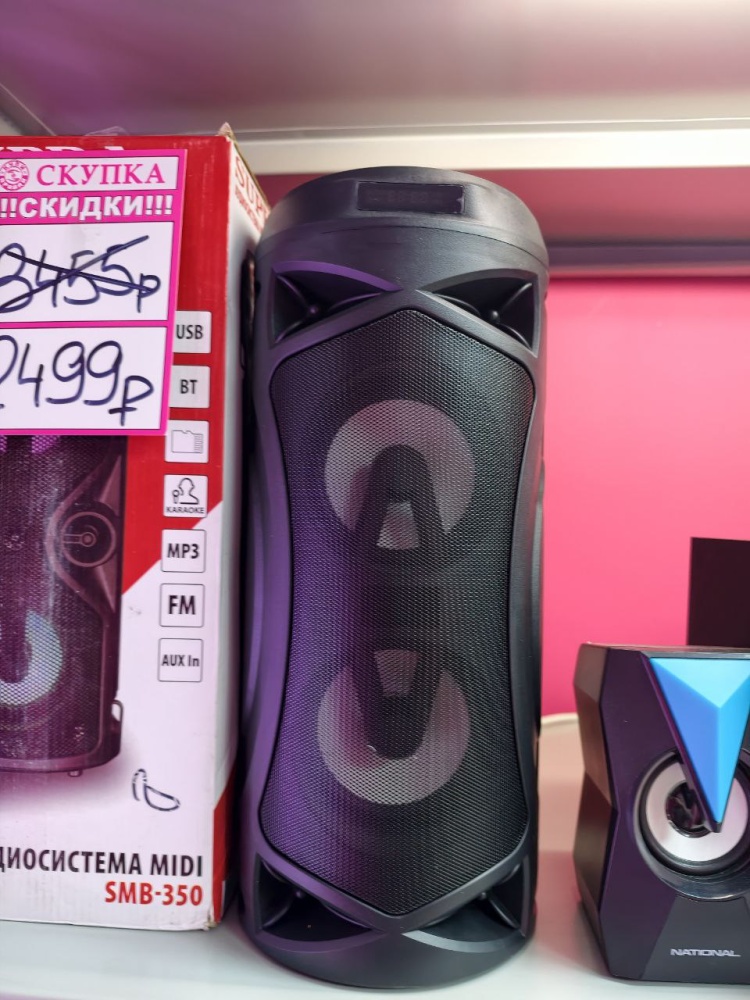 СКУПКА
!!СКИДКИ!!!
3455р
2499р
USB
BT
KARAOKE
MP3
FM
AUX In
ДИОСИСТЕМА MIDI
SMB-350
NATIONAL